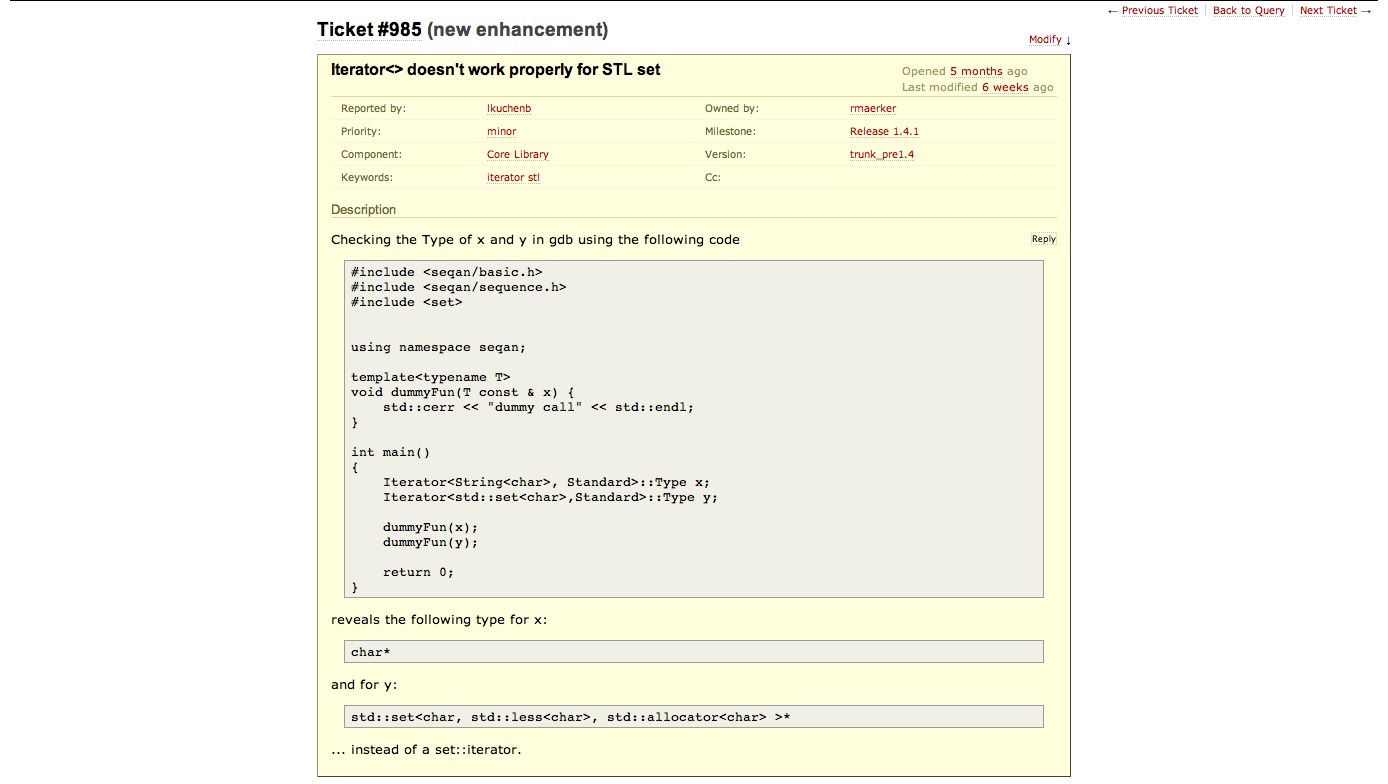 ← Previous Ticket | Back to Query | Next Ticket →
Ticket #985 (new enhancement)
Modify ↓
Iterator<> doesn't work properly for STL set
Opened 5 months ago
Last modified 6 weeks ago
Reported by: lkuchenb Owned by: rmaerker
Priority: minor Milestone: Release 1.4.1
Component: Core Library Version: trunk_pre1.4
Keywords: iterator stl Cc:
Description
Checking the Type of x and y in gdb using the following code
Reply
#include <seqan/basic.h>
#include <seqan/sequence.h>
#include <set>
using namespace seqan;
template<typename T>
void dummyFun(T const & x) {
    std::cerr << "dummy call" << std::endl;
}
int main()
{
    Iterator<String<char>, Standard>::Type x;
    Iterator<std::set<char>,Standard>::Type y;
    dummyFun(x);
    dummyFun(y);
    return 0;
}
reveals the following type for x:
char*
and for y:
std::set<char, std::less<char>, std::allocator<char> >*
... instead of a set::iterator.